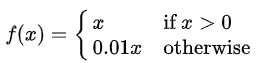 f(x) = { x if x > 0
0.01x otherwise